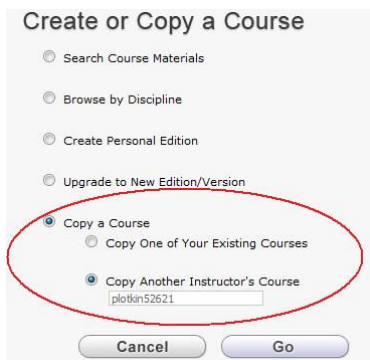 Create or Copy a Course
Search Course Materials
Browse by Discipline
Create Personal Edition
Upgrade to New Edition/Version
Copy a Course
Copy One of Your Existing Courses
Copy Another Instructor's Course
plotkin52621
Cancel Go